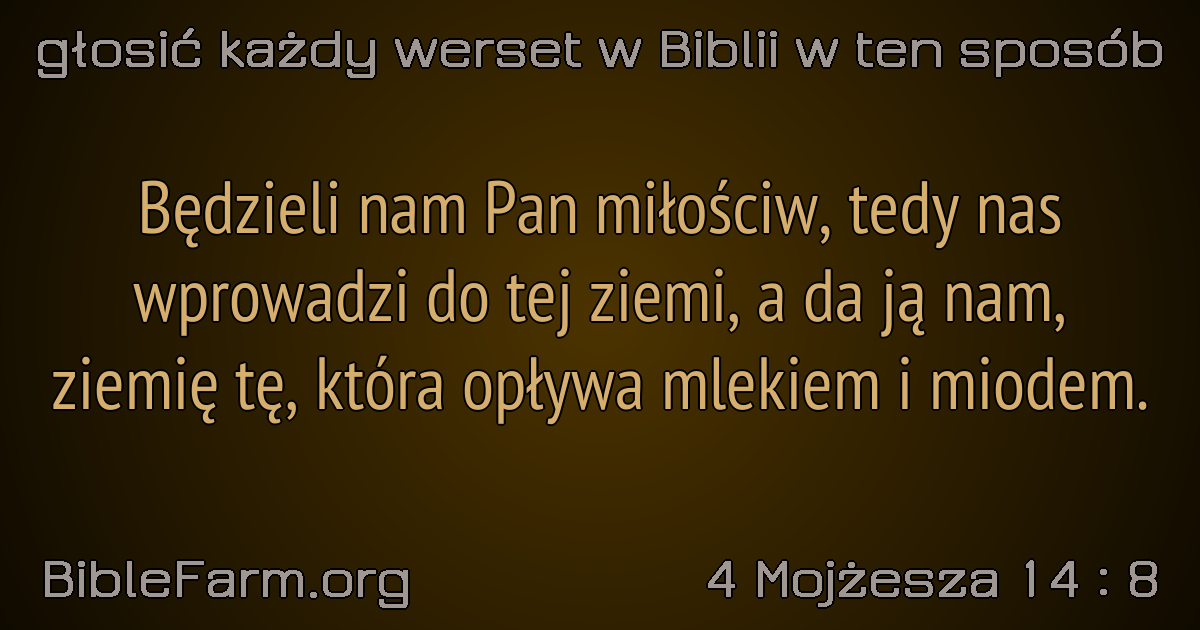 głosić każdy werset w Biblii w ten sposób
Będzieli nam Pan miłościw, tedy nas
wprowadzi do tej ziemi, a da ją nam,
ziemię tę, która opływa mlekiem i miodem.
BibleFarm.org
4 Mojżesza 14 : 8